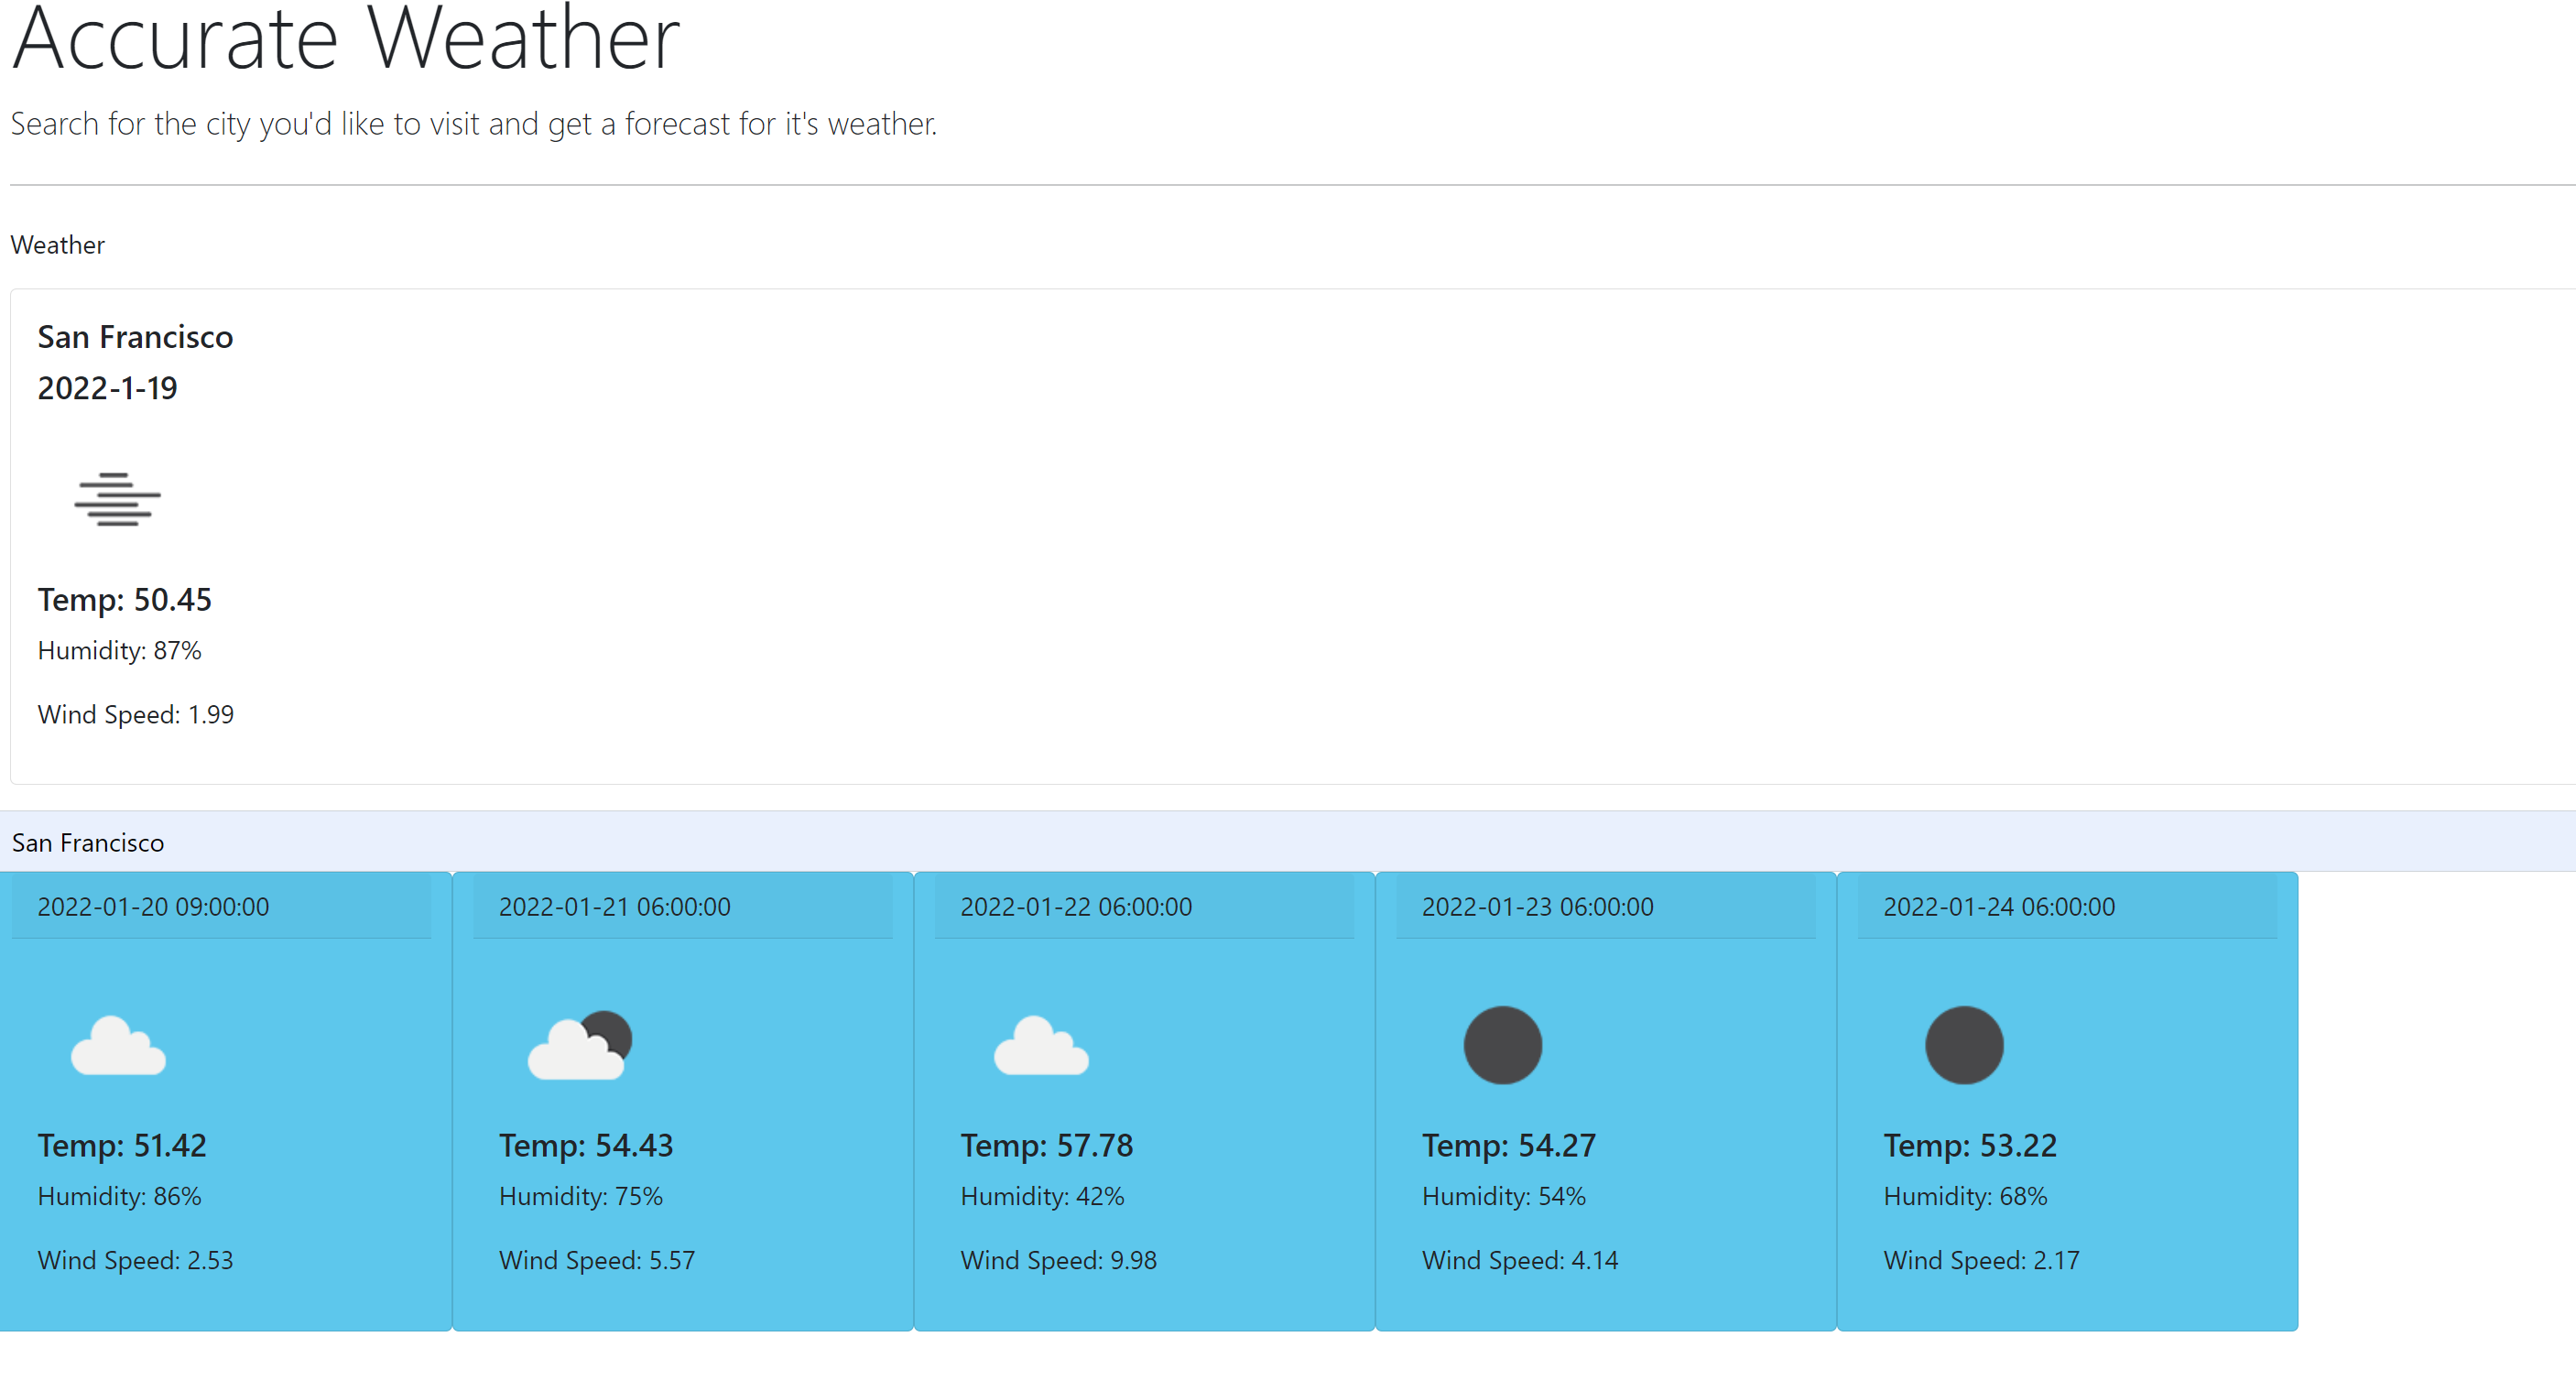 Accurate Weather
Search for the city you'd like to visit and get a forecast for it's weather.
Weather
San Francisco
2022-1-19
Temp: 50.45
Humidity: 87%
Wind Speed: 1.99
San Francisco
2022-01-20 09:00:00
Temp: 51.42
Humidity: 86%
Wind Speed: 2.53
2022-01-21 06:00:00
Temp: 54.43
Humidity: 75%
Wind Speed: 5.57
2022-01-22 06:00:00
Temp: 57.78
Humidity: 42%
Wind Speed: 9.98
2022-01-23 06:00:00
Temp: 54.27
Humidity: 54%
Wind Speed: 4.14
2022-01-24 06:00:00
Temp: 53.22
Humidity: 68%
Wind Speed: 2.17